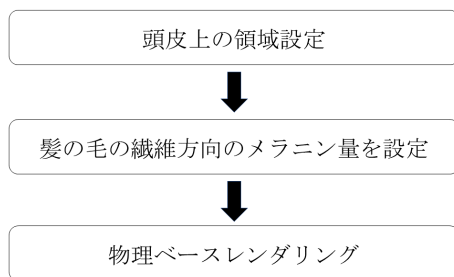 頭皮上の領域設定
髪の毛の繊維方向のメラニン量を設定
物理ベースレンダリング